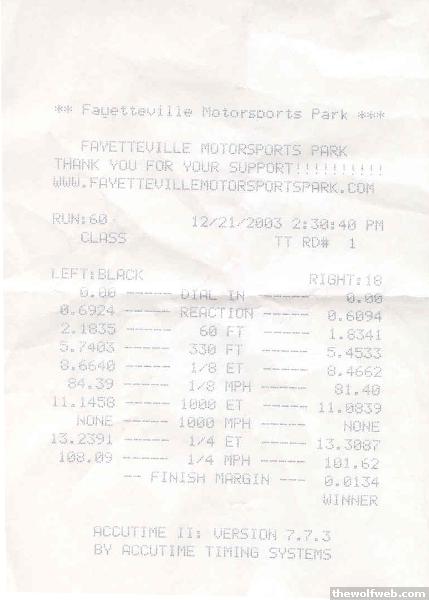 ** Fayetteville Motorsports Park ***
FAYETTEVILLE MOTORSPORTS PARK
THANK YOU FOR YOUR SUPPORT!!!!!!!!!!
WWW.FAYETTEVILLEMOTORSPORTSPARK.COM
RUN:60 12/21/2003 2:30:40 PM
CLASS TT RD# 1
LEFT:BLACK RIGHT:18
0.00 ----- DIAL IN ----- 0.00
0.6924 ----- REACTION ----- 0.6094
2.1835 ----- 60 FT ----- 1.8341
5.7403 ----- 330 FT ----- 5.4533
8.6640 ----- 1/8 ET ----- 8.4662
84.39 ----- 1/8 MPH ----- 81.40
11.1458 ----- 1000 ET ----- 11.0839
NONE ----- 1000 MPH ----- NONE
13.2391 ----- 1/4 ET ----- 13.3087
108.09 ----- 1/4 MPH ----- 101.62
-- FINISH MARGIN --- 0.0134
WINNER
ACCUTIME II: VERSION 7.7.3
BY ACCUTIME TIMING SYSTEMS
thewolfweb.com